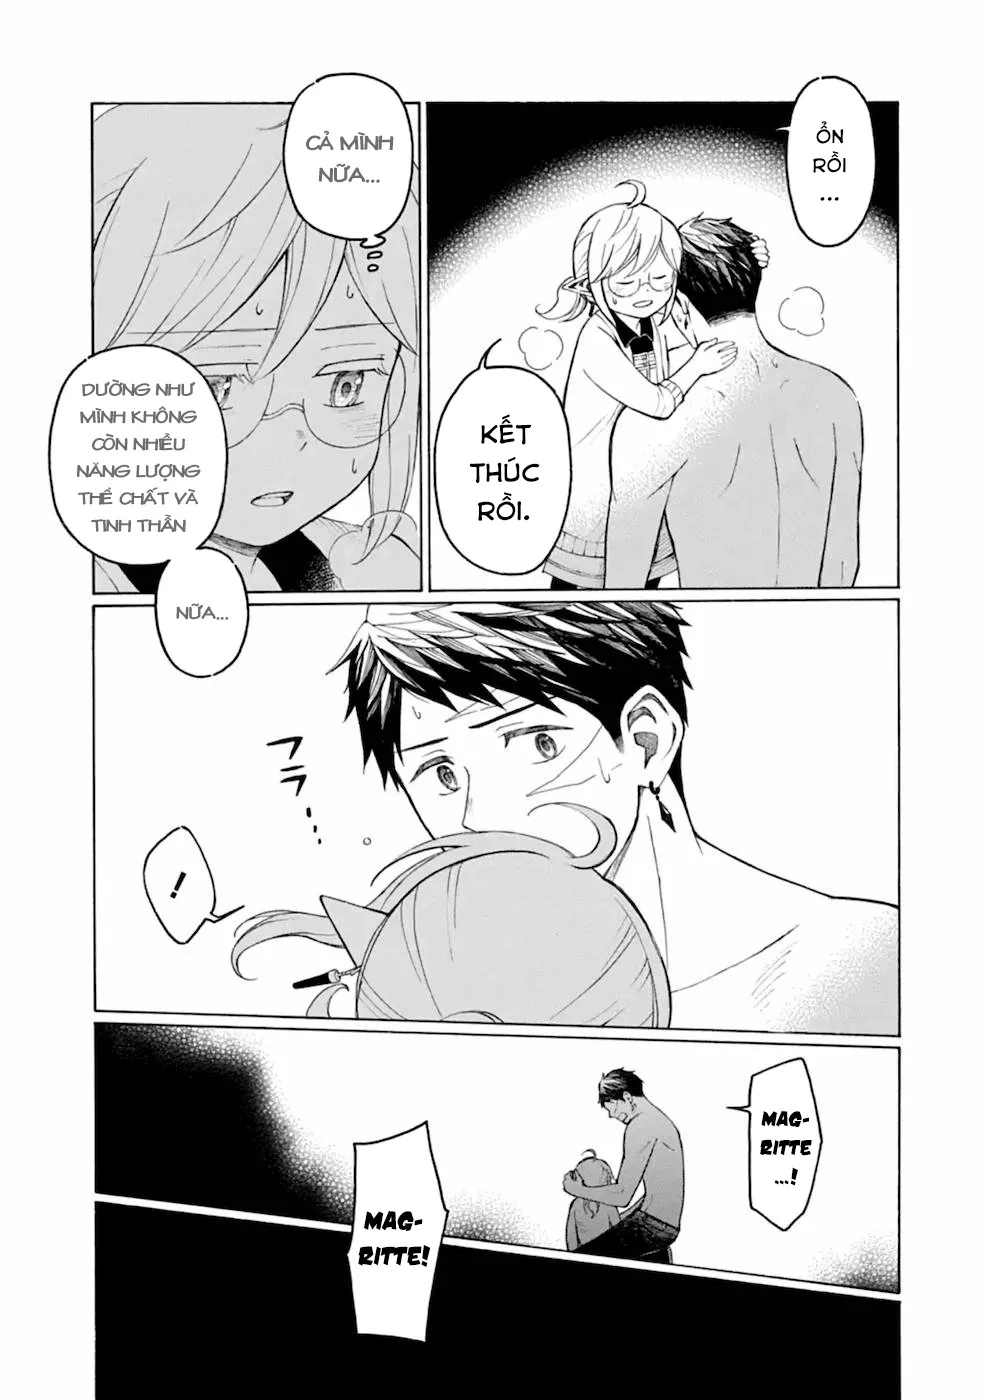 ỔN
RỒI
...
KẾT
THÚC
RỒI.
CẢ MÌNH
NỮA...
DƯỜNG NHƯ
MÌNH KHÔNG
CÒN NHIỀU
NĂNG LƯỢNG
THỂ CHẤT VÀ
TINH THẦN
NỮA...
フラ...
!
MAG-
RITTE
...!
MAG-
RITTE!